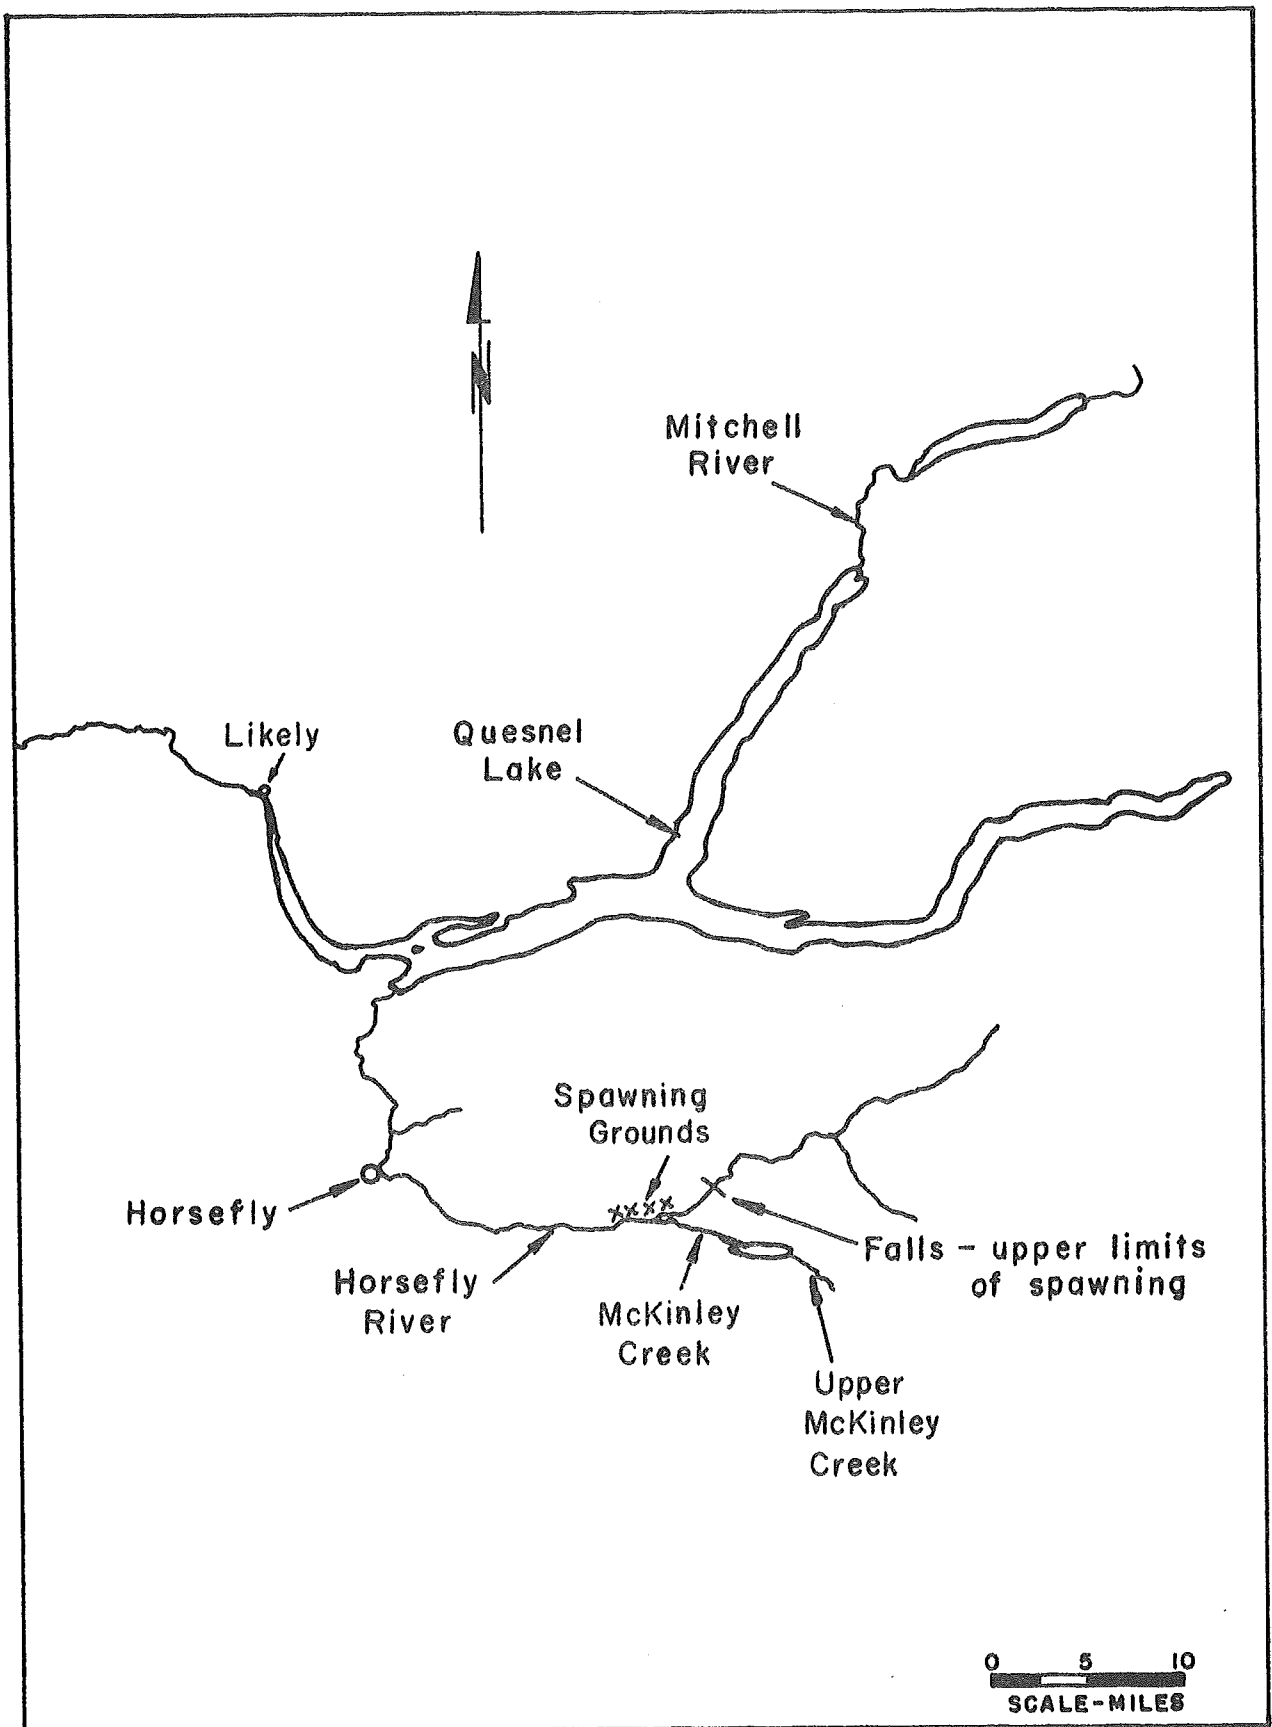 N
Mitchell
River
Likely
Quesnel
Lake
Spawning
Grounds
Horsefly
Falls - upper limits
of spawning
Horsefly
River
McKinley
Creek
Upper
McKinley
Creek
0 5 10
SCALE-MILES